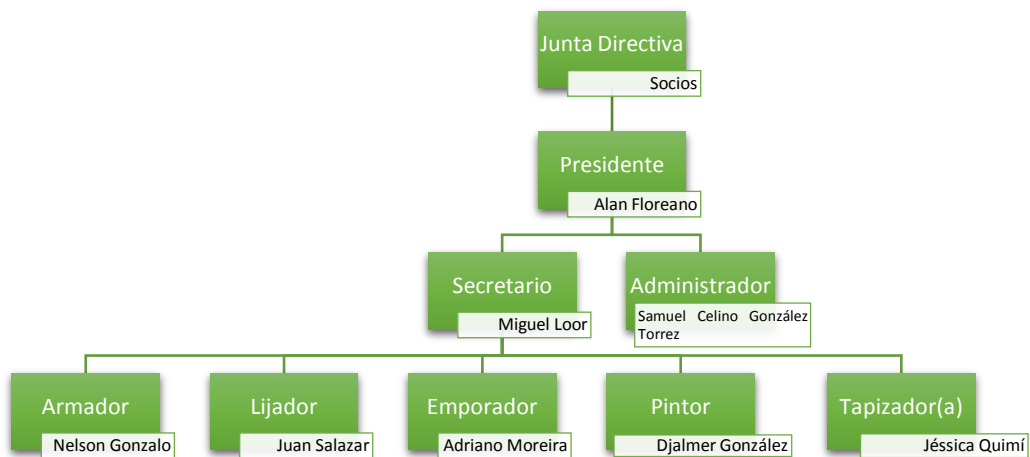 Junta Directiva
Socios
Presidente
Alan Floreano
Secretario
Miguel Loor
Administrador
Samuel Celino González
Torrez
Armador
Nelson Gonzalo
Lijador
Juan Salazar
Emporador
Adriano Moreira
Pintor
Djalmer González
Tapizador(a)
Jéssica Quimí